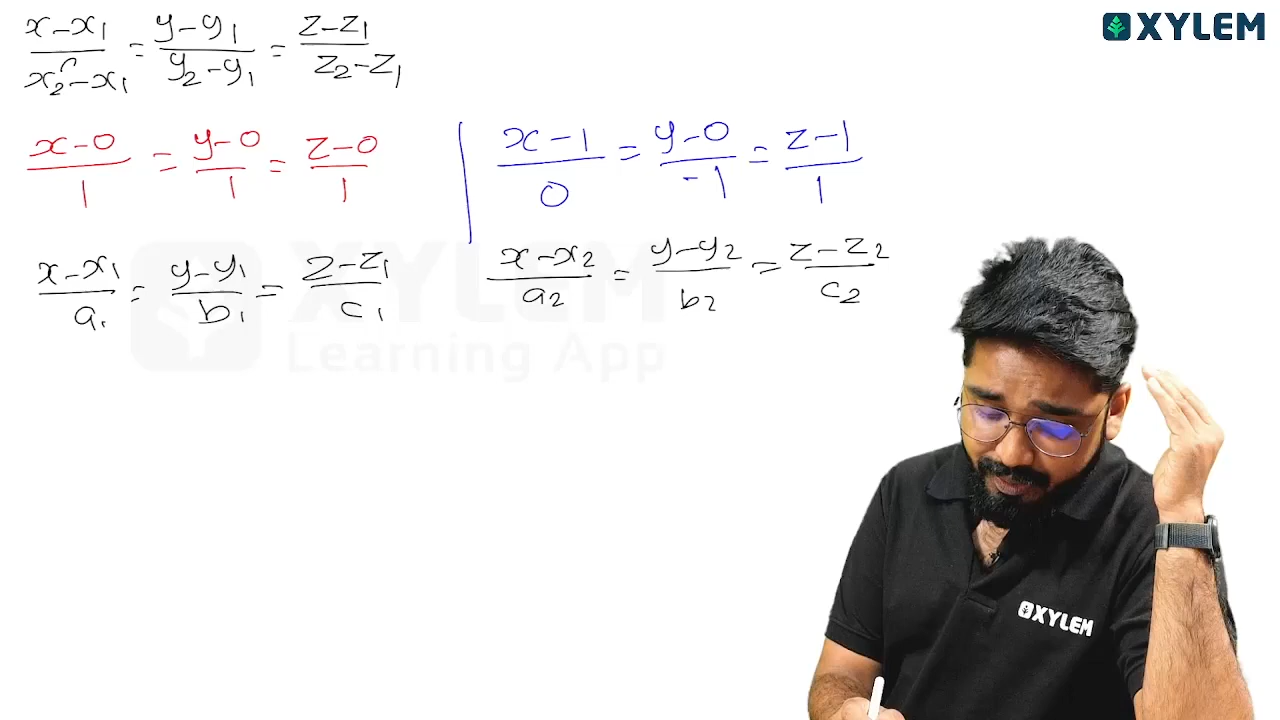 XYLEM
x-x₁/x₂-x₁ = y-y₁/y₂-y₁ = z-z₁/z₂-z₁
x-0/1 = y-0/1 = z-0/1 | x-1/0 = y-0/-1 = z-1/1
x-x₁/a₁ = y-y₁/b₁ = z-z₁/c₁ x-x₂/a₂ = y-y₂/b₂ = z-z₂/c₂
XYLEM
Learning App
XYLEM